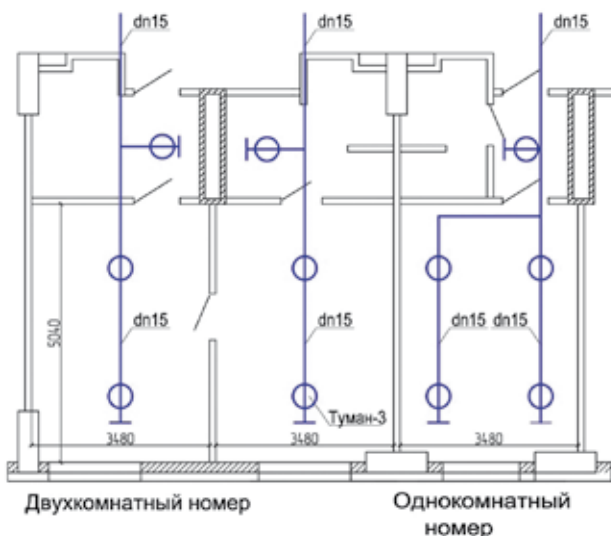 dn15
dn15
dn15
5040
dn15
dn15
dn15 dn15
Туман-3
3480
3480
3480
Двухкомнатный номер
Однокомнатный
номер